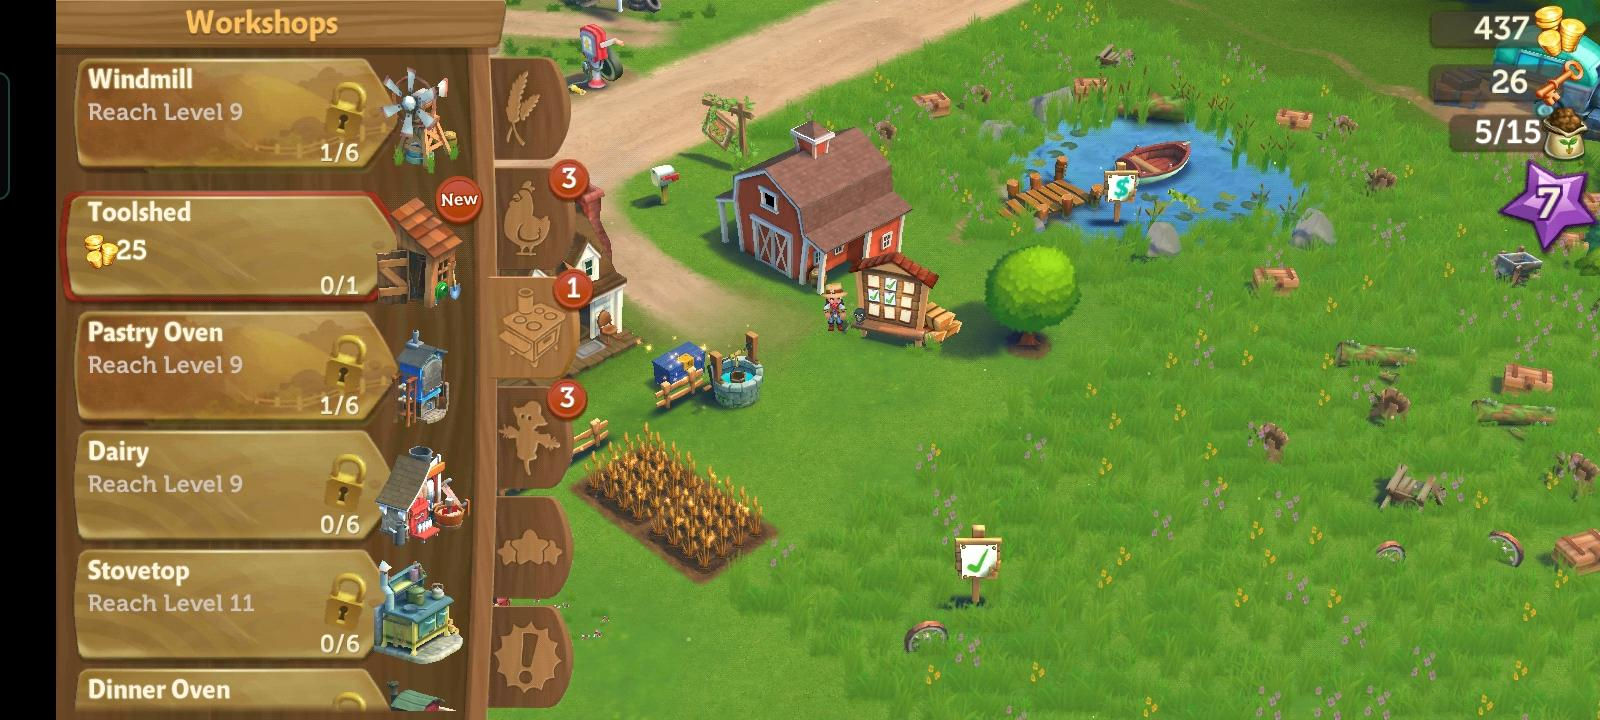 Workshops
Windmill
Reach Level 9
1/6
New
Toolshed
25
0/1
Pastry Oven
Reach Level 9
1/6
Dairy
Reach Level 9
0/6
Stovetop
Reach Level 11
0/6
Dinner Oven
3
1
3
$
437
26
5/15
7